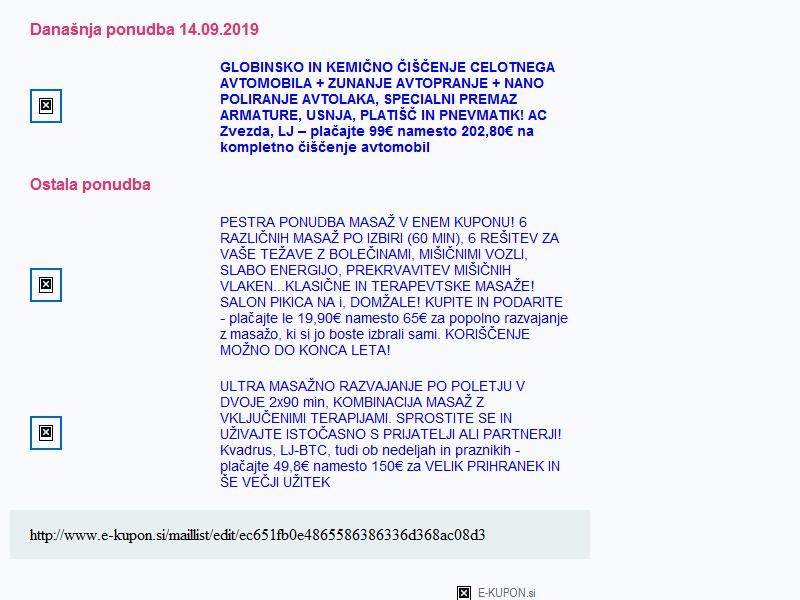 Današnja ponudba 14.09.2019
GLOBINSKO IN KEMIČNO ČIŠČENJE CELOTNEGA
AVTOMOBILA + ZUNANJE AVTOPRANJE + NANO
POLIRANJE AVTOLAKA, SPECIALNI PREMAZ
ARMATURE, USNJA, PLATIŠČ IN PNEVMATIK! AC
Zvezda, LJ – plačajte 99€ namesto 202,80€ na
kompletno čiščenje avtomobil
Ostala ponudba
PESTRA PONUDBA MASAŽ V ENEM KUPONU! 6
RAZLIČNIH MASAŽ PO IZBIRI (60 MIN), 6 REŠITEV ZA
VAŠE TEŽAVE Z BOLEČINAMI, MIŠIČNIMI VOZLI,
SLABO ENERGIJO, PREKRVAVITEV MIŠIČNIH
VLAKEN...KLASIČNE IN TERAPEVTSKE MASAŽE!
SALON PIKICA NA i, DOMŽALE! KUPITE IN PODARITE
- plačajte le 19,90€ namesto 65€ za popolno razvajanje
z masažo, ki si jo boste izbrali sami. KORIŠČENJE
MOŽNO DO KONCA LETA!
ULTRA MASAŽNO RAZVAJANJE PO POLETJU V
DVOJE 2x90 min, KOMBINACIJA MASAŽ Z
VKLJUČENIMI TERAPIJAMI. SPROSTITE SE IN
UŽIVAJTE ISTOČASNO S PRIJATELJI ALI PARTNERJI!
Kvadrus, LJ-BTC, tudi ob nedeljah in praznikih -
plačajte 49,8€ namesto 150€ za VELIK PRIHRANEK IN
ŠE VEČJI UŽITEK
http://www.e-kupon.si/maillist/edit/ec651fb0e4865586386336d368ac08d3
E-KUPON.si